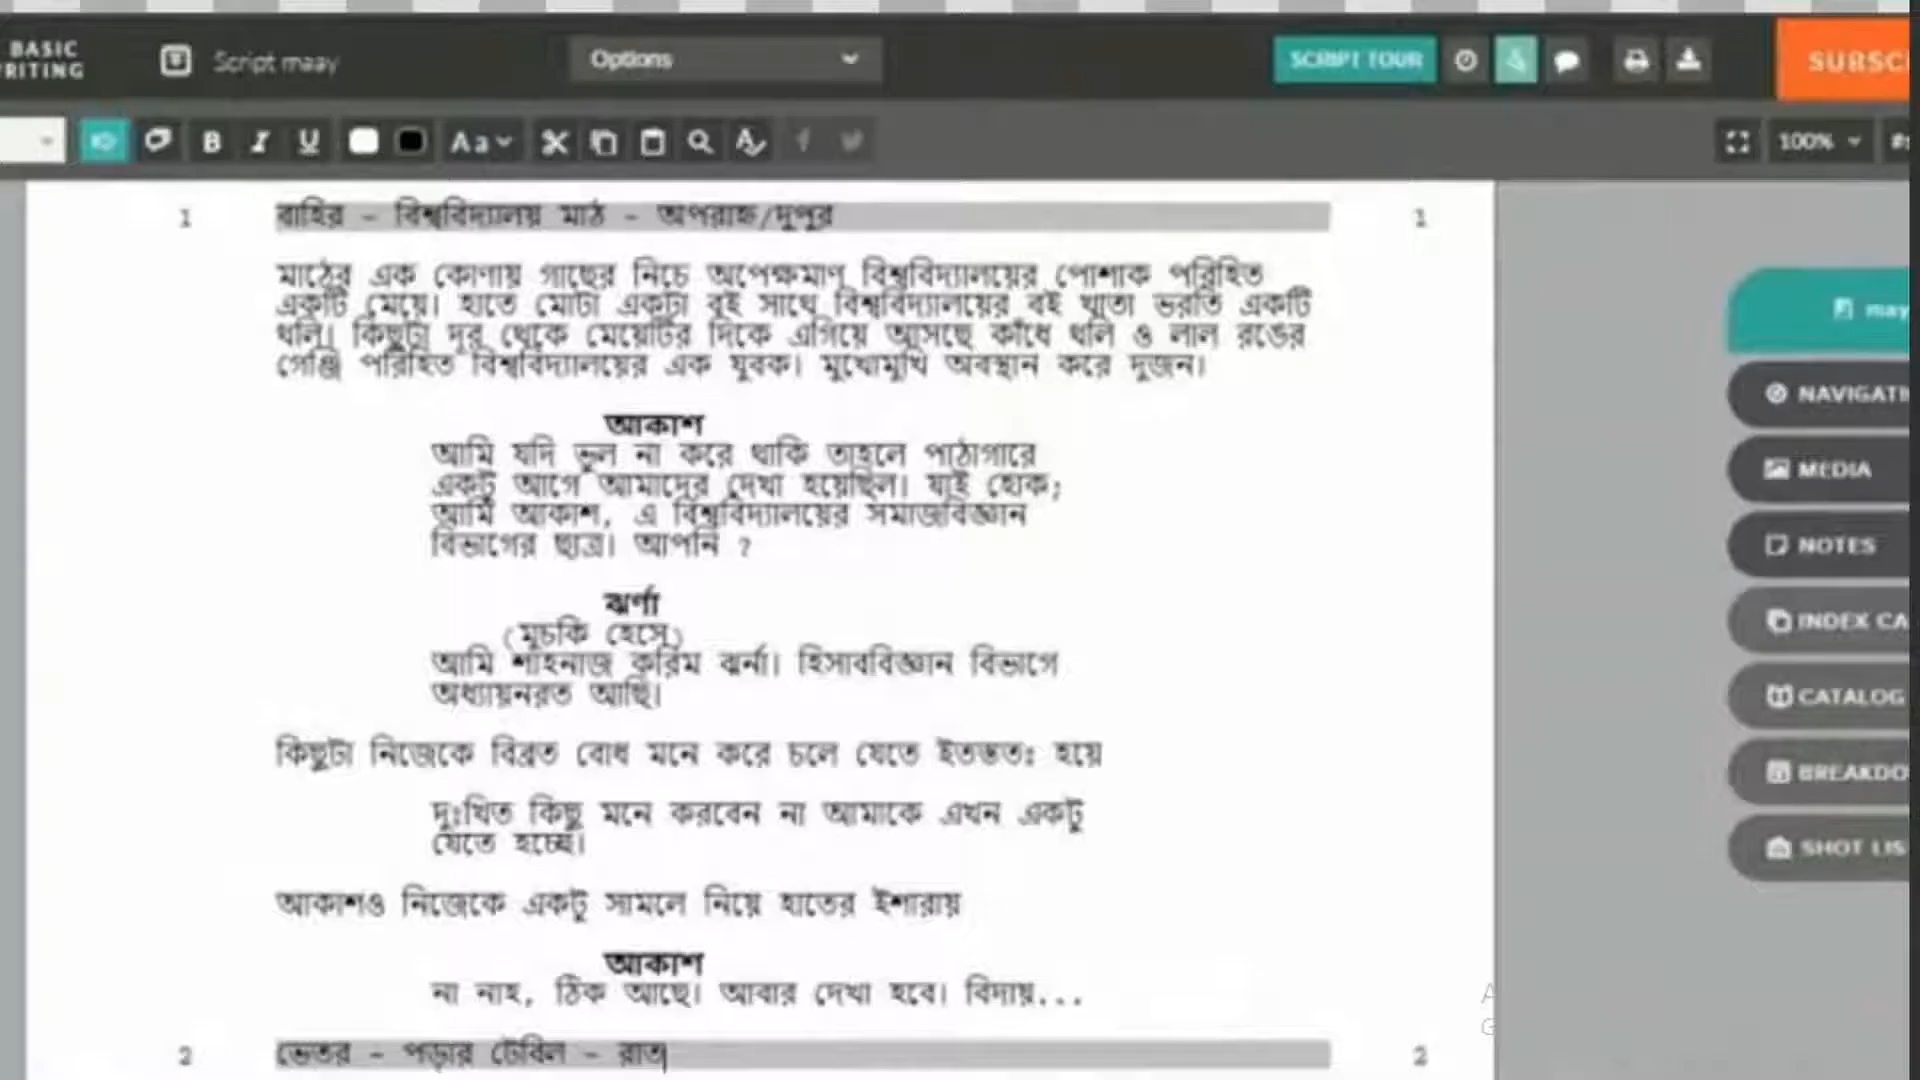 BASIC
RITING
Script maay
Options
SCRIPT TOUR
SUBSC
B I U
Aa
100%
1 বাহির - বিশ্ববিদ্যালয় মাঠ - অপরাহ্ন/দুপুর 1
মাঠের এক কোণায় গাছের নিচে অপেক্ষমাণ বিশ্ববিদ্যালয়ের পোশাক পরিহিত
একটি মেয়ে। হাতে মোটা একটা বই সাথে বিশ্ববিদ্যালয়ের বই খাতা ভরতি একটি
থলি। কিছুটা দূর থেকে মেয়েটির দিকে এগিয়ে আসছে কাঁধে থলি ও লাল রঙের
গেঞ্জি পরিহিত বিশ্ববিদ্যালয়ের এক যুবক। মুখোমুখি অবস্থান করে দুজন।
আকাশ
আমি যদি ভুল না করে থাকি তাহলে পাঠাগারে
একটু আগে আমাদের দেখা হয়েছিল। যাই হোক;
আমি আকাশ, এ বিশ্ববিদ্যালয়ের সমাজবিজ্ঞান
বিভাগের ছাত্র। আপনি ?
ঝর্ণা
(মুচকি হেসে)
আমি শাহনাজ করিম ঝর্না। হিসাববিজ্ঞান বিভাগে
অধ্যায়নরত আছি।
কিছুটা নিজেকে বিব্রত বোধ মনে করে চলে যেতে ইতস্ততঃ হয়ে
দুঃখিত কিছু মনে করবেন না আমাকে এখন একটু
যেতে হচ্ছে।
আকাশও নিজেকে একটু সামলে নিয়ে হাতের ইশারায়
আকাশ
না নাহ, ঠিক আছে। আবার দেখা হবে। বিদায়...
2 ভেতর - পড়ার টেবিল - রাত 2
may
NAVIGATI
MEDIA
NOTES
INDEX CA
CATALOG
BREAKDO
SHOT LIS